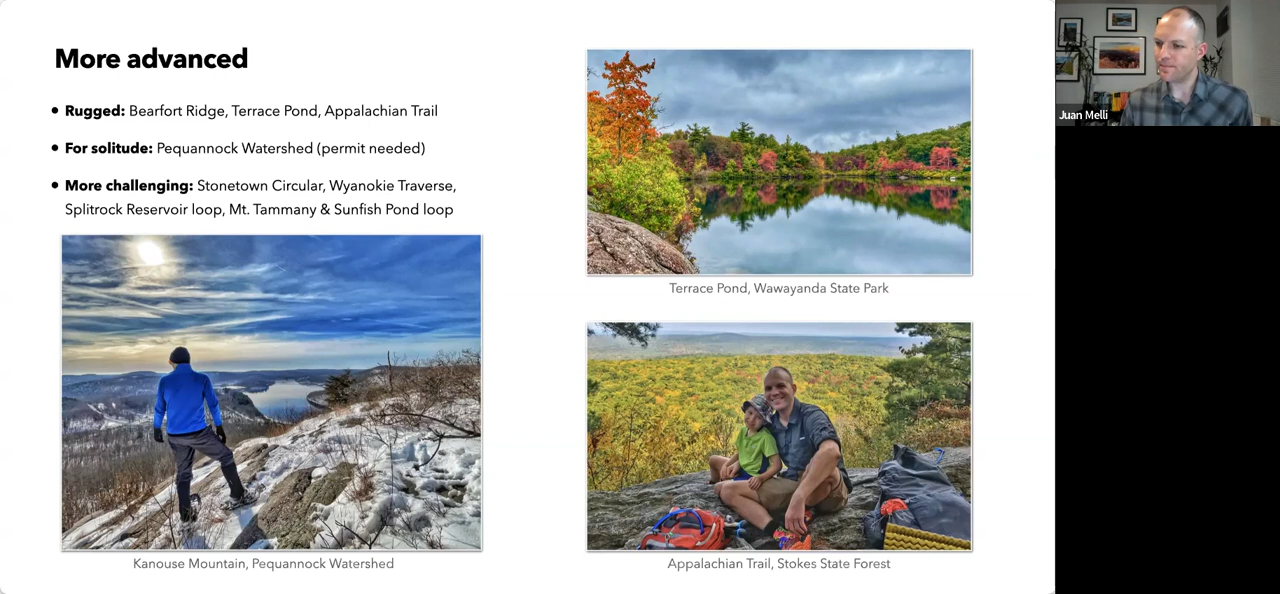 More advanced
• Rugged: Bearfort Ridge, Terrace Pond, Appalachian Trail
• For solitude: Pequannock Watershed (permit needed)
• More challenging: Stonetown Circular, Wyanokie Traverse,
Splitrock Reservoir loop, Mt. Tammany & Sunfish Pond loop
Kanouse Mountain, Pequannock Watershed
Terrace Pond, Wawayanda State Park
Appalachian Trail, Stokes State Forest
Juan Melli